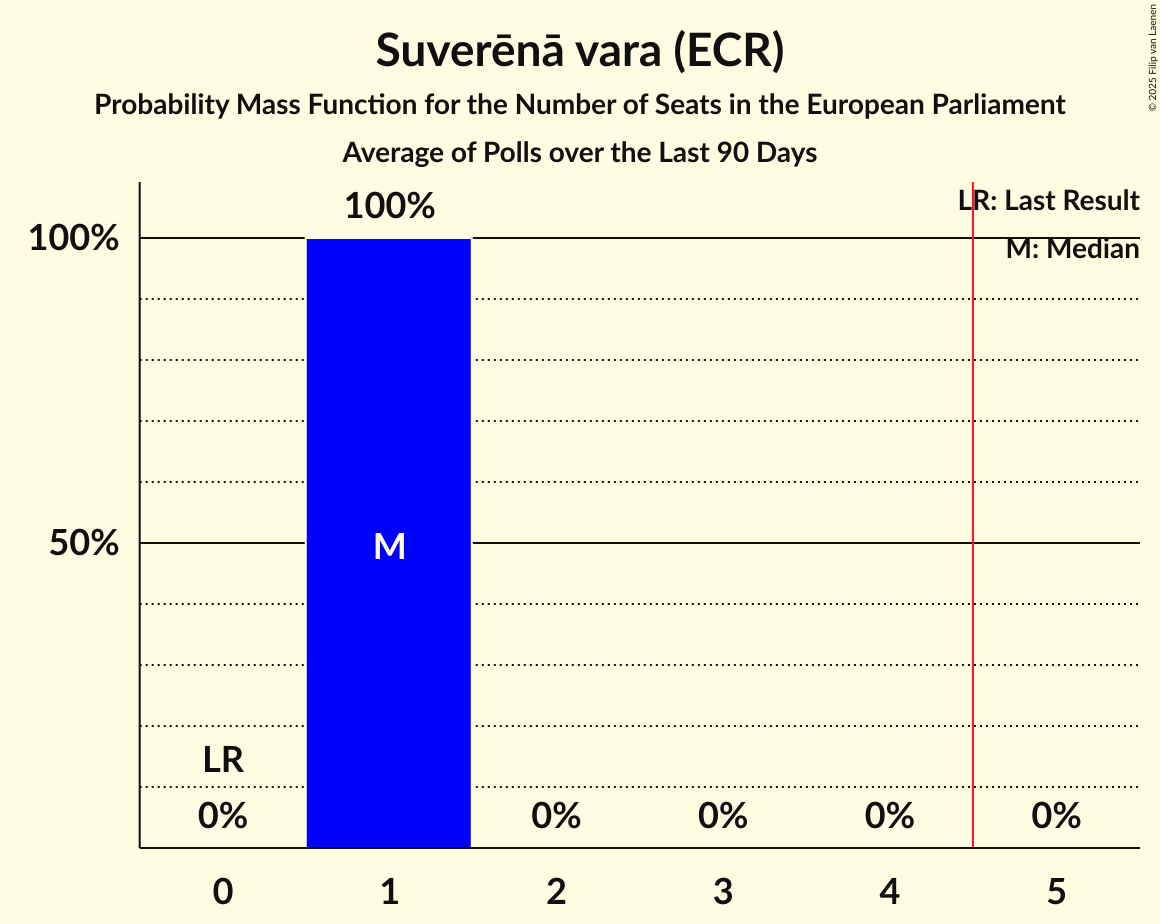 Suverēnā vara (ECR)
Probability Mass Function for the Number of Seats in the European Parliament
Average of Polls over the Last 90 Days
© 2025 Filip van Laenen
LR: Last Result
M: Median
100%
100%
50%
M
LR
0%
0%
0%
0%
0%
0 1 2 3 4 5